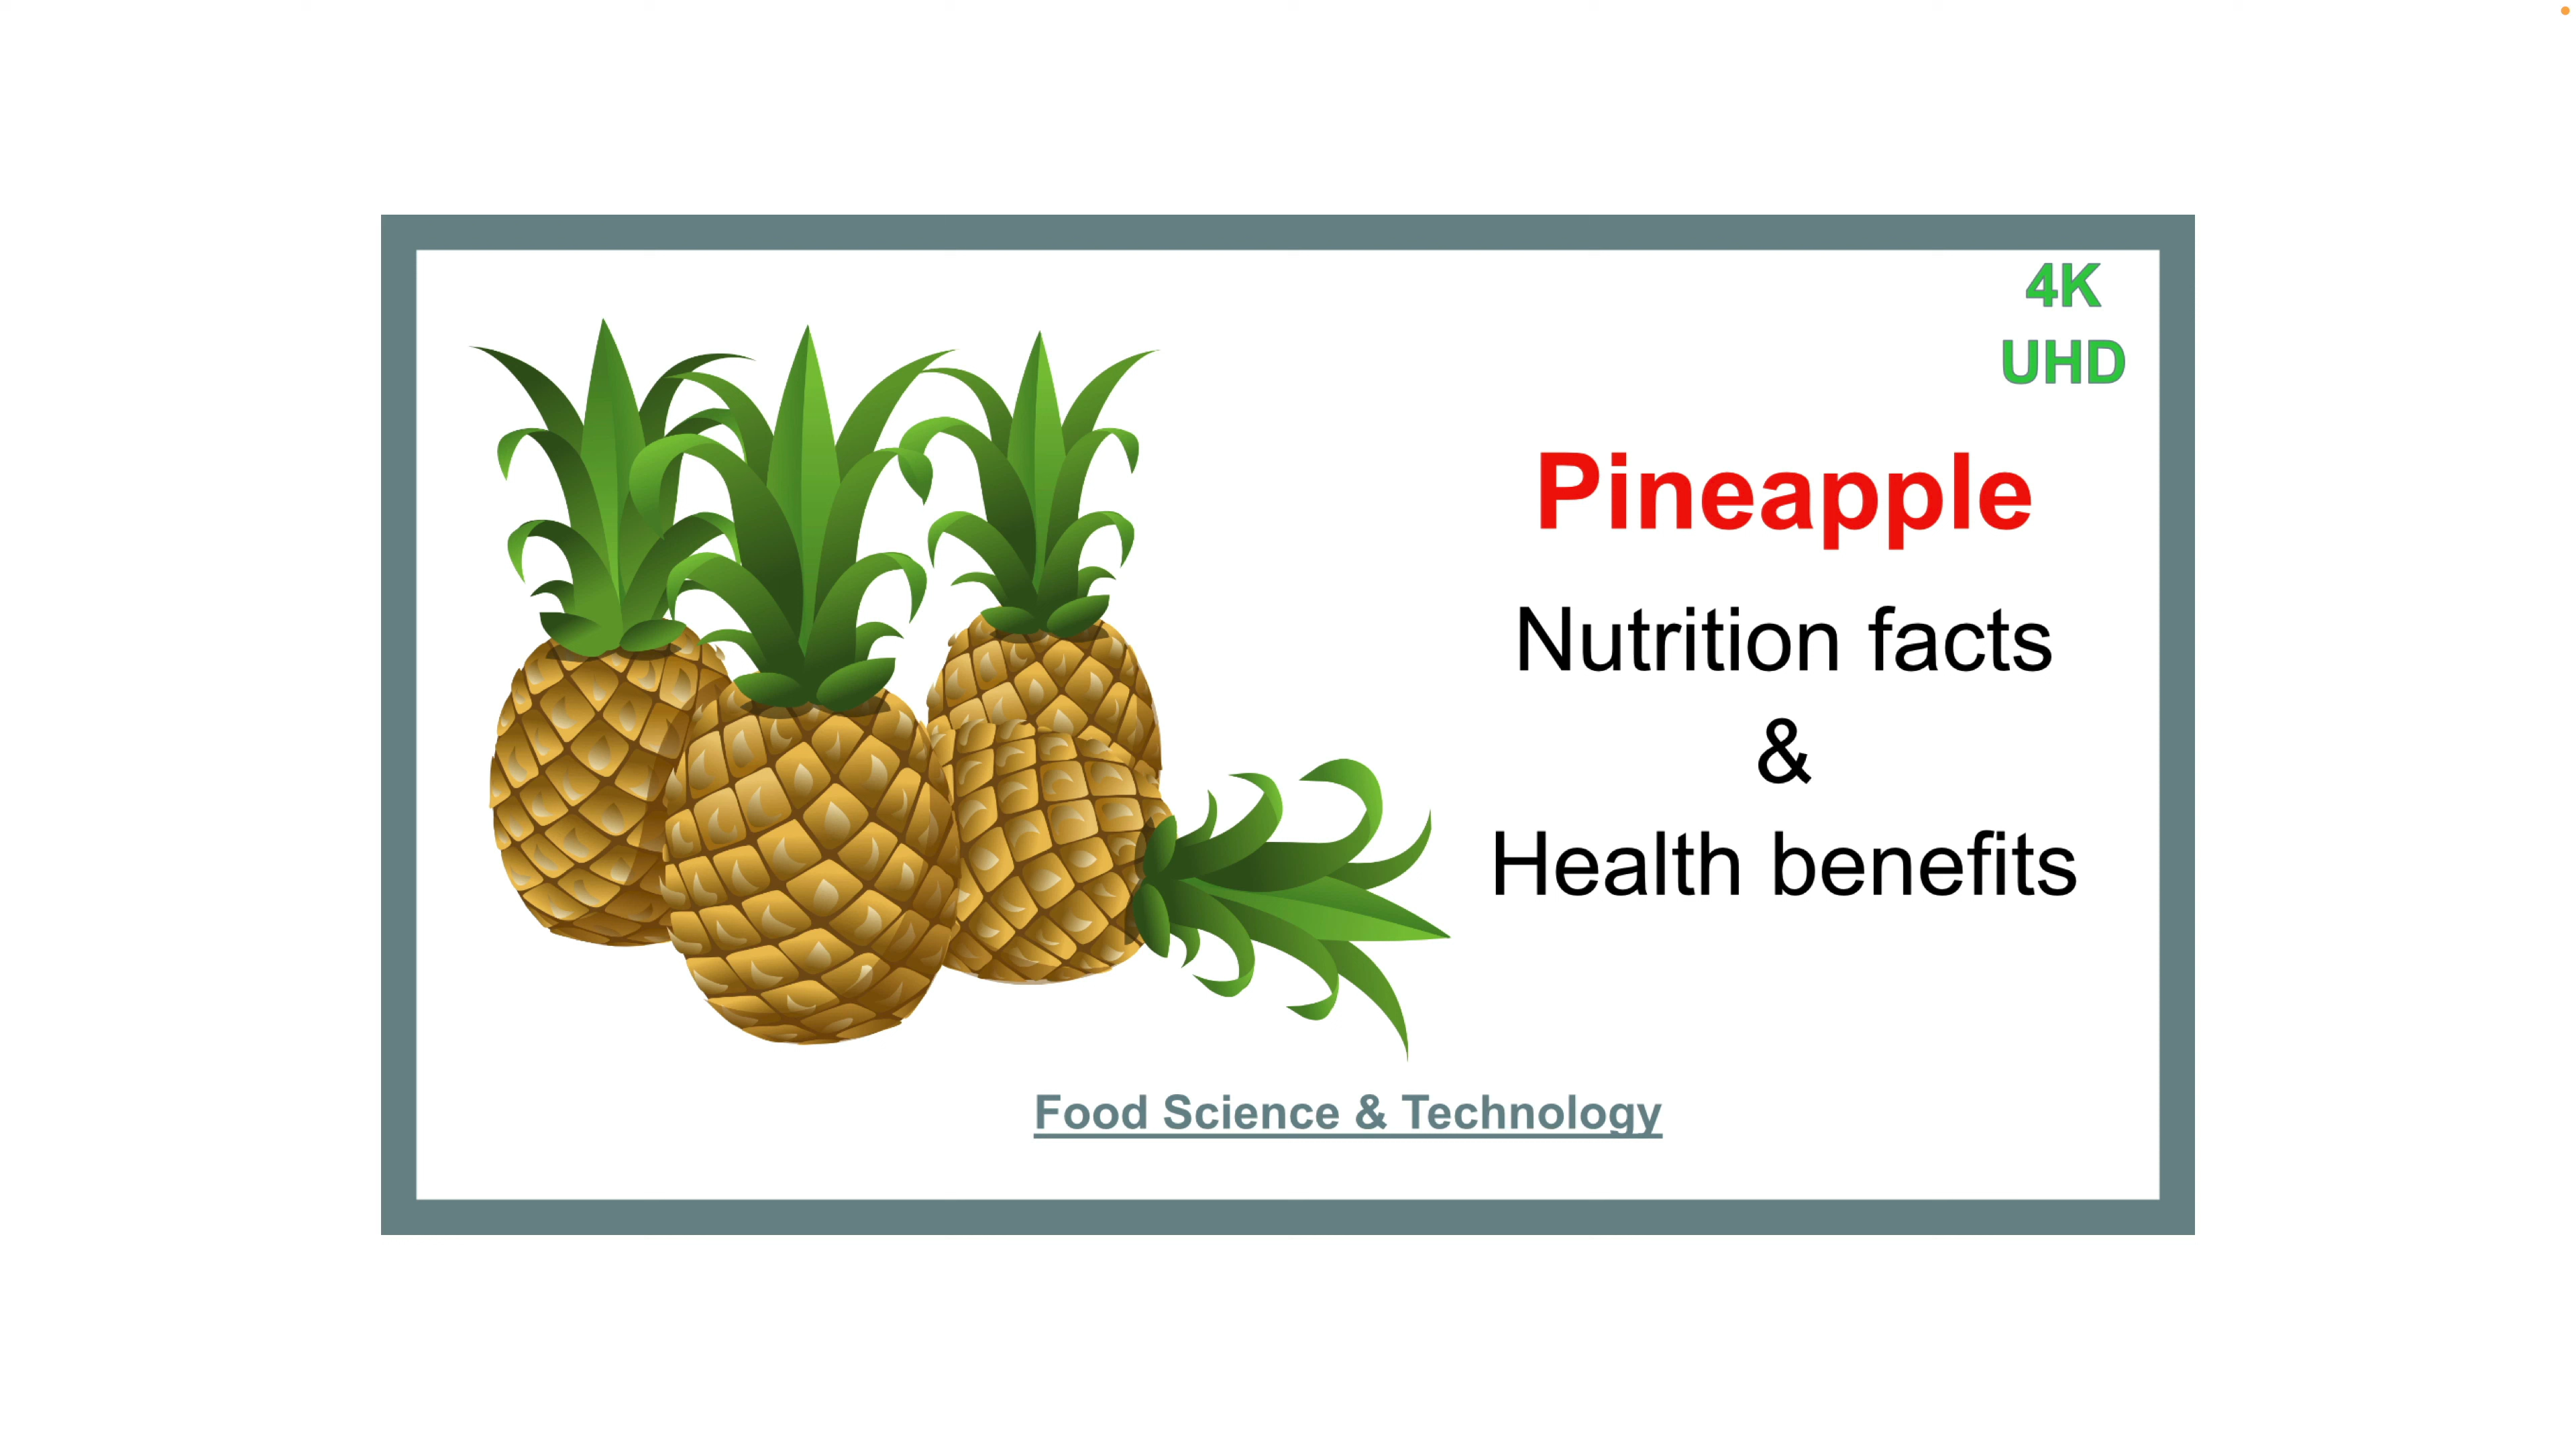 4K
UHD
Pineapple
Nutrition facts
&
Health benefits
Food Science & Technology